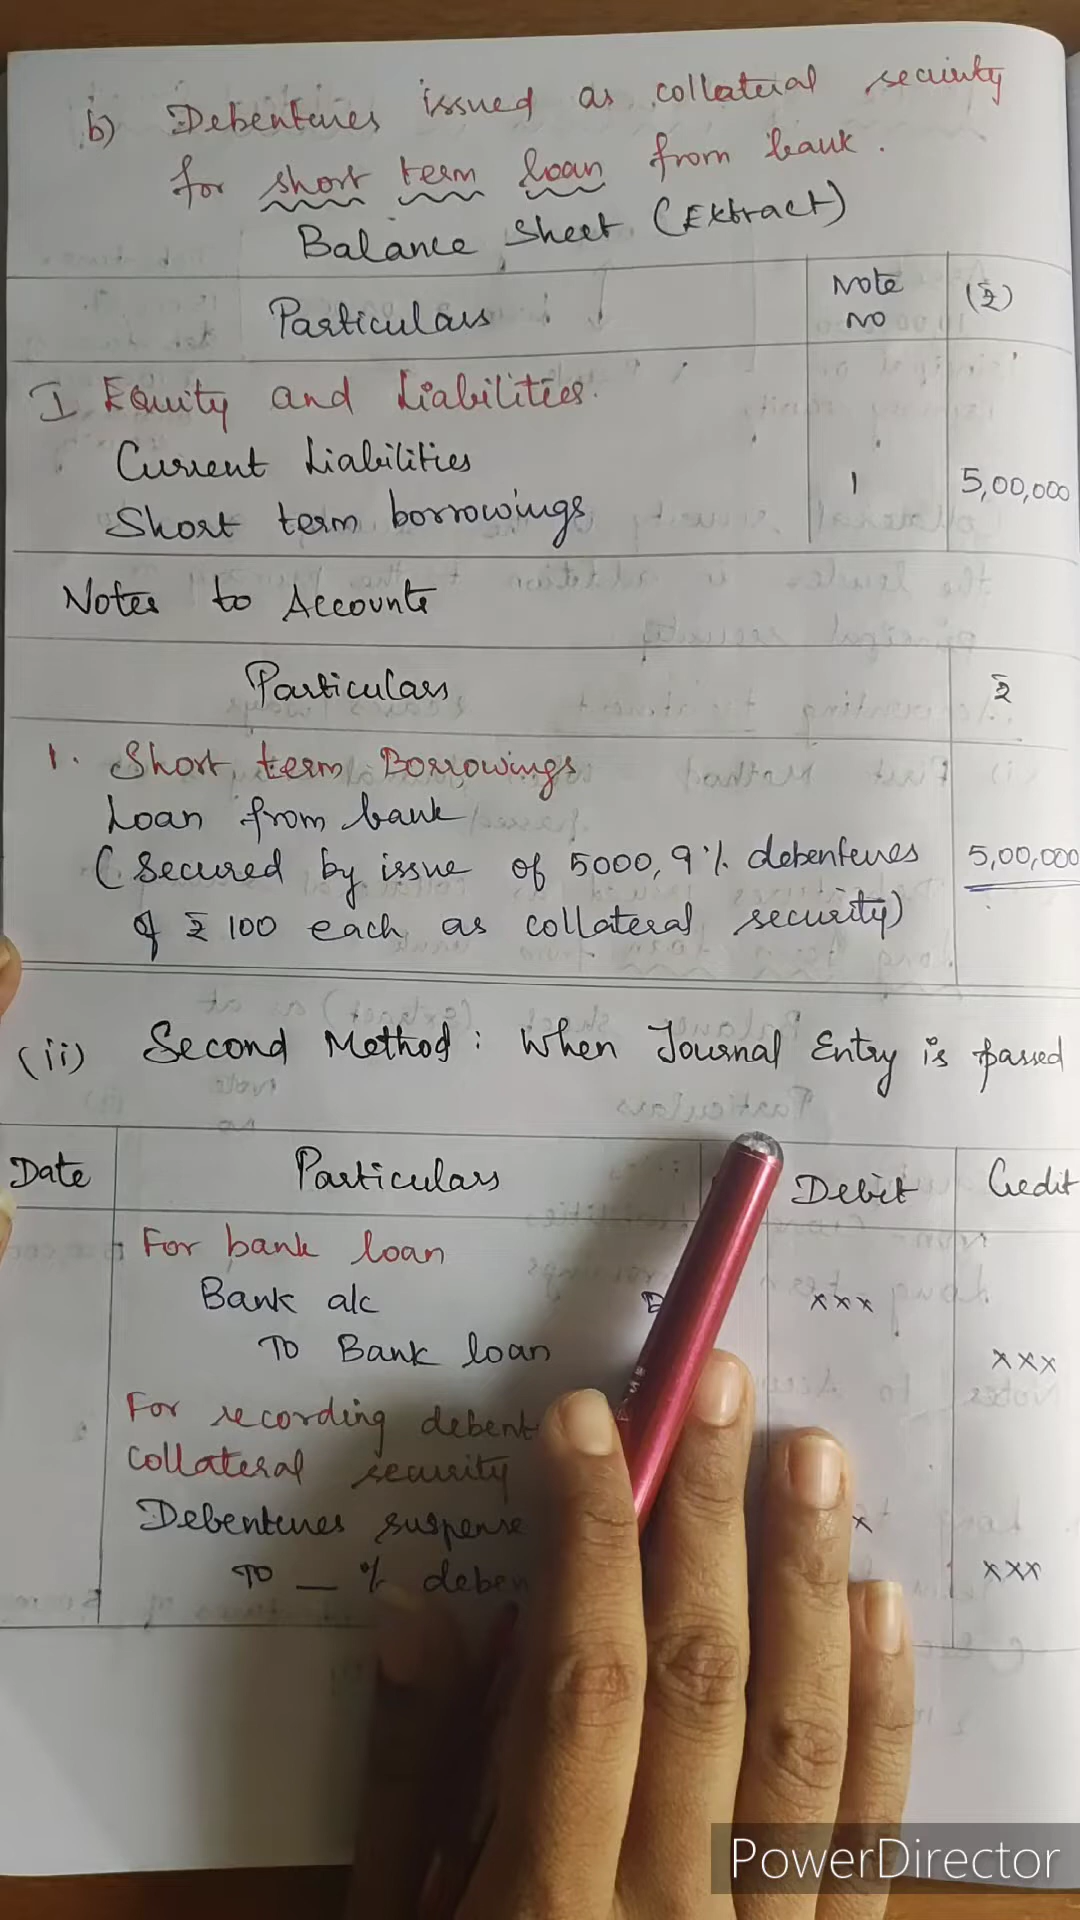 b) Debentures issued as collateral security
for short term loan from bank.
Balance Sheet (Extract)
Particulars Note No (₹)
I Equity and Liabilities.
Current Liabilities
Short term borrowings 1 5,00,000
Notes to Accounts
Particulars ₹
1. Short term Borrowings
Loan from bank
(Secured by issue of 5000, 9% debentures 5,00,000
of ₹ 100 each as collateral security)
(ii) Second Method: When Journal Entry is passed
Date Particulars Debit Credit
For bank loan
Bank a/c xxx
To Bank loan xxx
For recording debent
collateral security
Debentures suspense x
To __ % deben xxx
PowerDirector